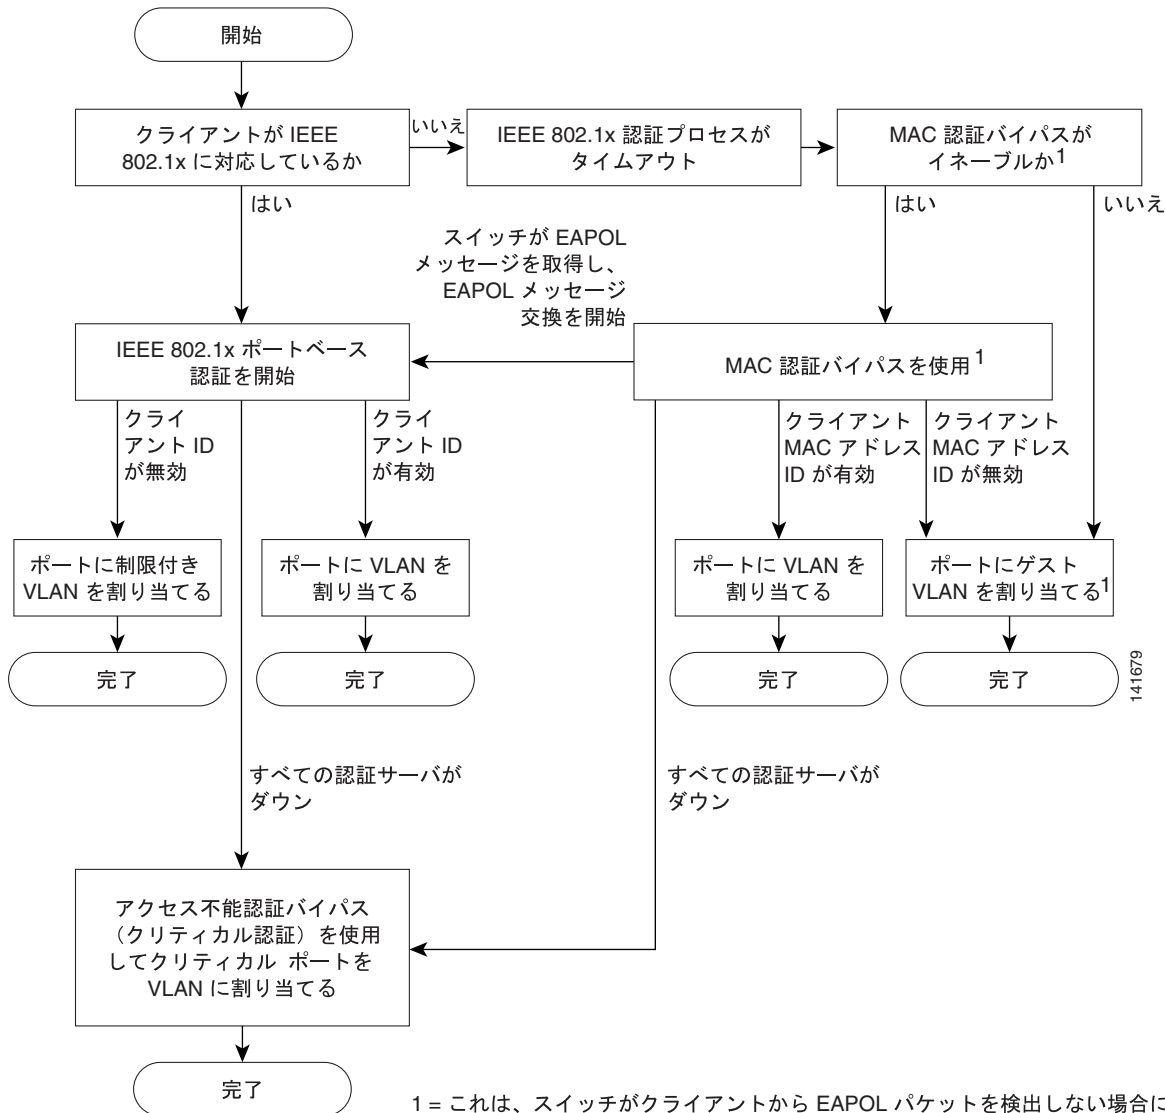 開始
クライアントが IEEE
802.1x に対応しているか
いいえ
IEEE 802.1x 認証プロセスが
タイムアウト
MAC 認証バイパスが
イネーブルか1
はい
はい
いいえ
スイッチが EAPOL
メッセージを取得し、
EAPOL メッセージ
交換を開始
IEEE 802.1x ポートベース
認証を開始
MAC 認証バイパスを使用1
クライ
アント ID
が無効
クライ
アント ID
が有効
クライアント
MAC アドレス
ID が有効
クライアント
MAC アドレス
ID が無効
ポートに制限付き
VLAN を割り当てる
ポートに VLAN を
割り当てる
ポートに VLAN を
割り当てる
ポートにゲスト
VLAN を割り当てる1
完了
完了
完了
完了
141679
すべての認証サーバが
ダウン
すべての認証サーバが
ダウン
アクセス不能認証バイパス
(クリティカル認証)を使用
してクリティカル ポートを
VLAN に割り当てる
完了
1 = これは、スイッチがクライアントから EAPOL パケットを検出しない場合に